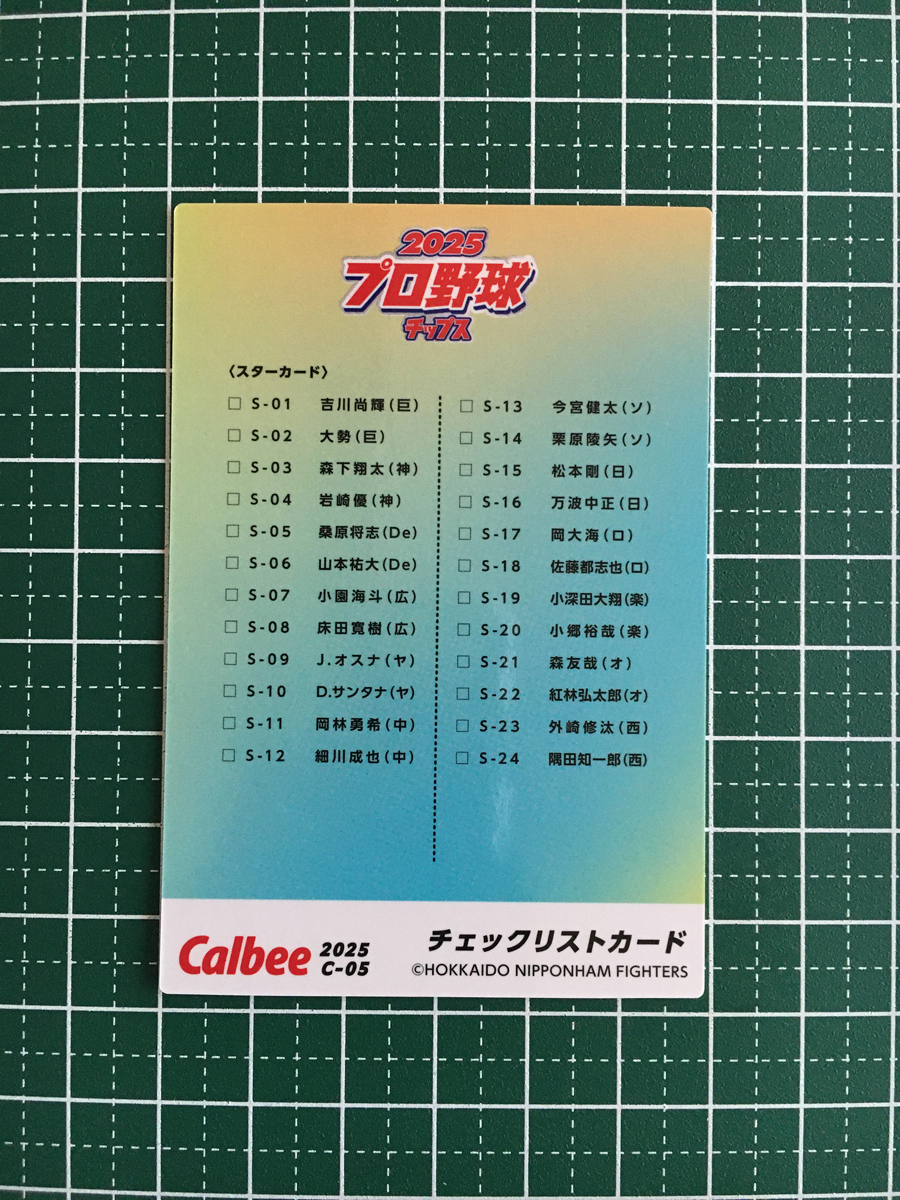 2025
プロ野球
チップス
〈スターカード〉
□ S-01 吉川尚輝(巨)
□ S-02 大勢(巨)
□ S-03 森下翔太(神)
□ S-04 岩崎優(神)
□ S-05 桑原将志(De)
□ S-06 山本祐大(De)
□ S-07 小園海斗(広)
□ S-08 床田寛樹(広)
□ S-09 J.オスナ(ヤ)
□ S-10 D.サンタナ(ヤ)
□ S-11 岡林勇希(中)
□ S-12 細川成也(中)
□ S-13 今宮健太(ソ)
□ S-14 栗原陵矢(ソ)
□ S-15 松本剛(日)
□ S-16 万波中正(日)
□ S-17 岡大海(ロ)
□ S-18 佐藤都志也(ロ)
□ S-19 小深田大翔(楽)
□ S-20 小郷裕哉(楽)
□ S-21 森友哉(オ)
□ S-22 紅林弘太郎(オ)
□ S-23 外崎修汰(西)
□ S-24 隅田知一郎(西)
Calbee 2025
C-05
チェックリストカード
©HOKKAIDO NIPPONHAM FIGHTERS